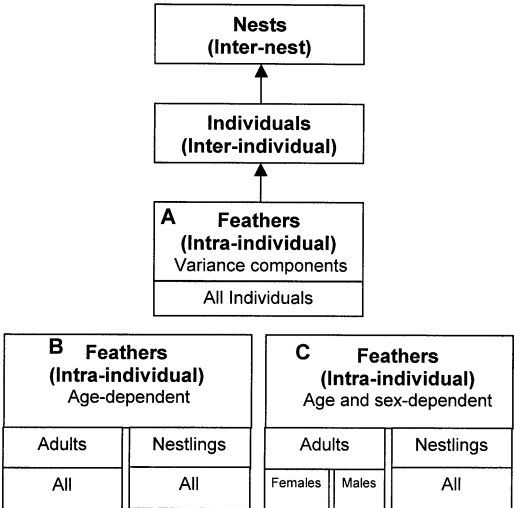 Nests
(Inter-nest)
Individuals
(Inter-individual)
A
Feathers
(Intra-individual)
Variance components
All Individuals
B
Feathers
(Intra-individual)
Age-dependent
Adults
Nestlings
All
All
C
Feathers
(Intra-individual)
Age and sex-dependent
Adults
Nestlings
Females
Males
All